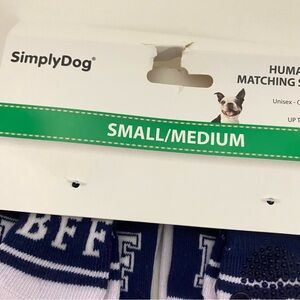 SimplyDog®
HUMA
MATCHING S
Unisex - C
UP T
SMALL/MEDIUM
BFF